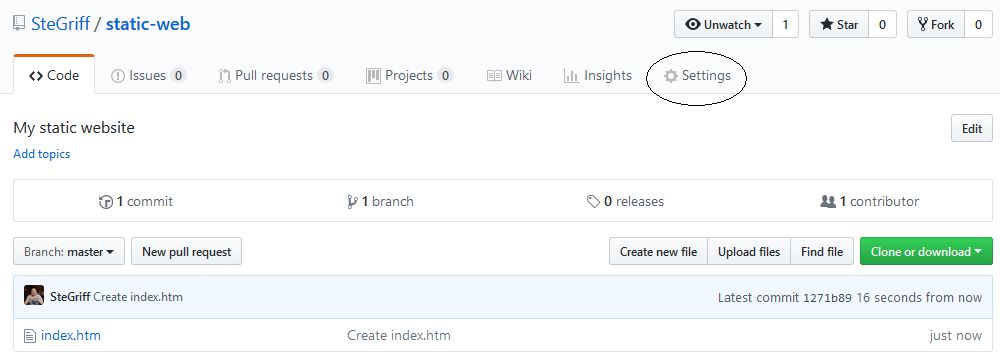 SteGriff / static-web
Unwatch 1 Star 0 Fork 0
Code Issues 0 Pull requests 0 Projects 0 Wiki Insights Settings
My static website
Edit
Add topics
1 commit 1 branch 0 releases 1 contributor
Branch: master New pull request Create new file Upload files Find file Clone or download
SteGriff Create index.htm Latest commit 1271b89 16 seconds from now
index.htm Create index.htm just now